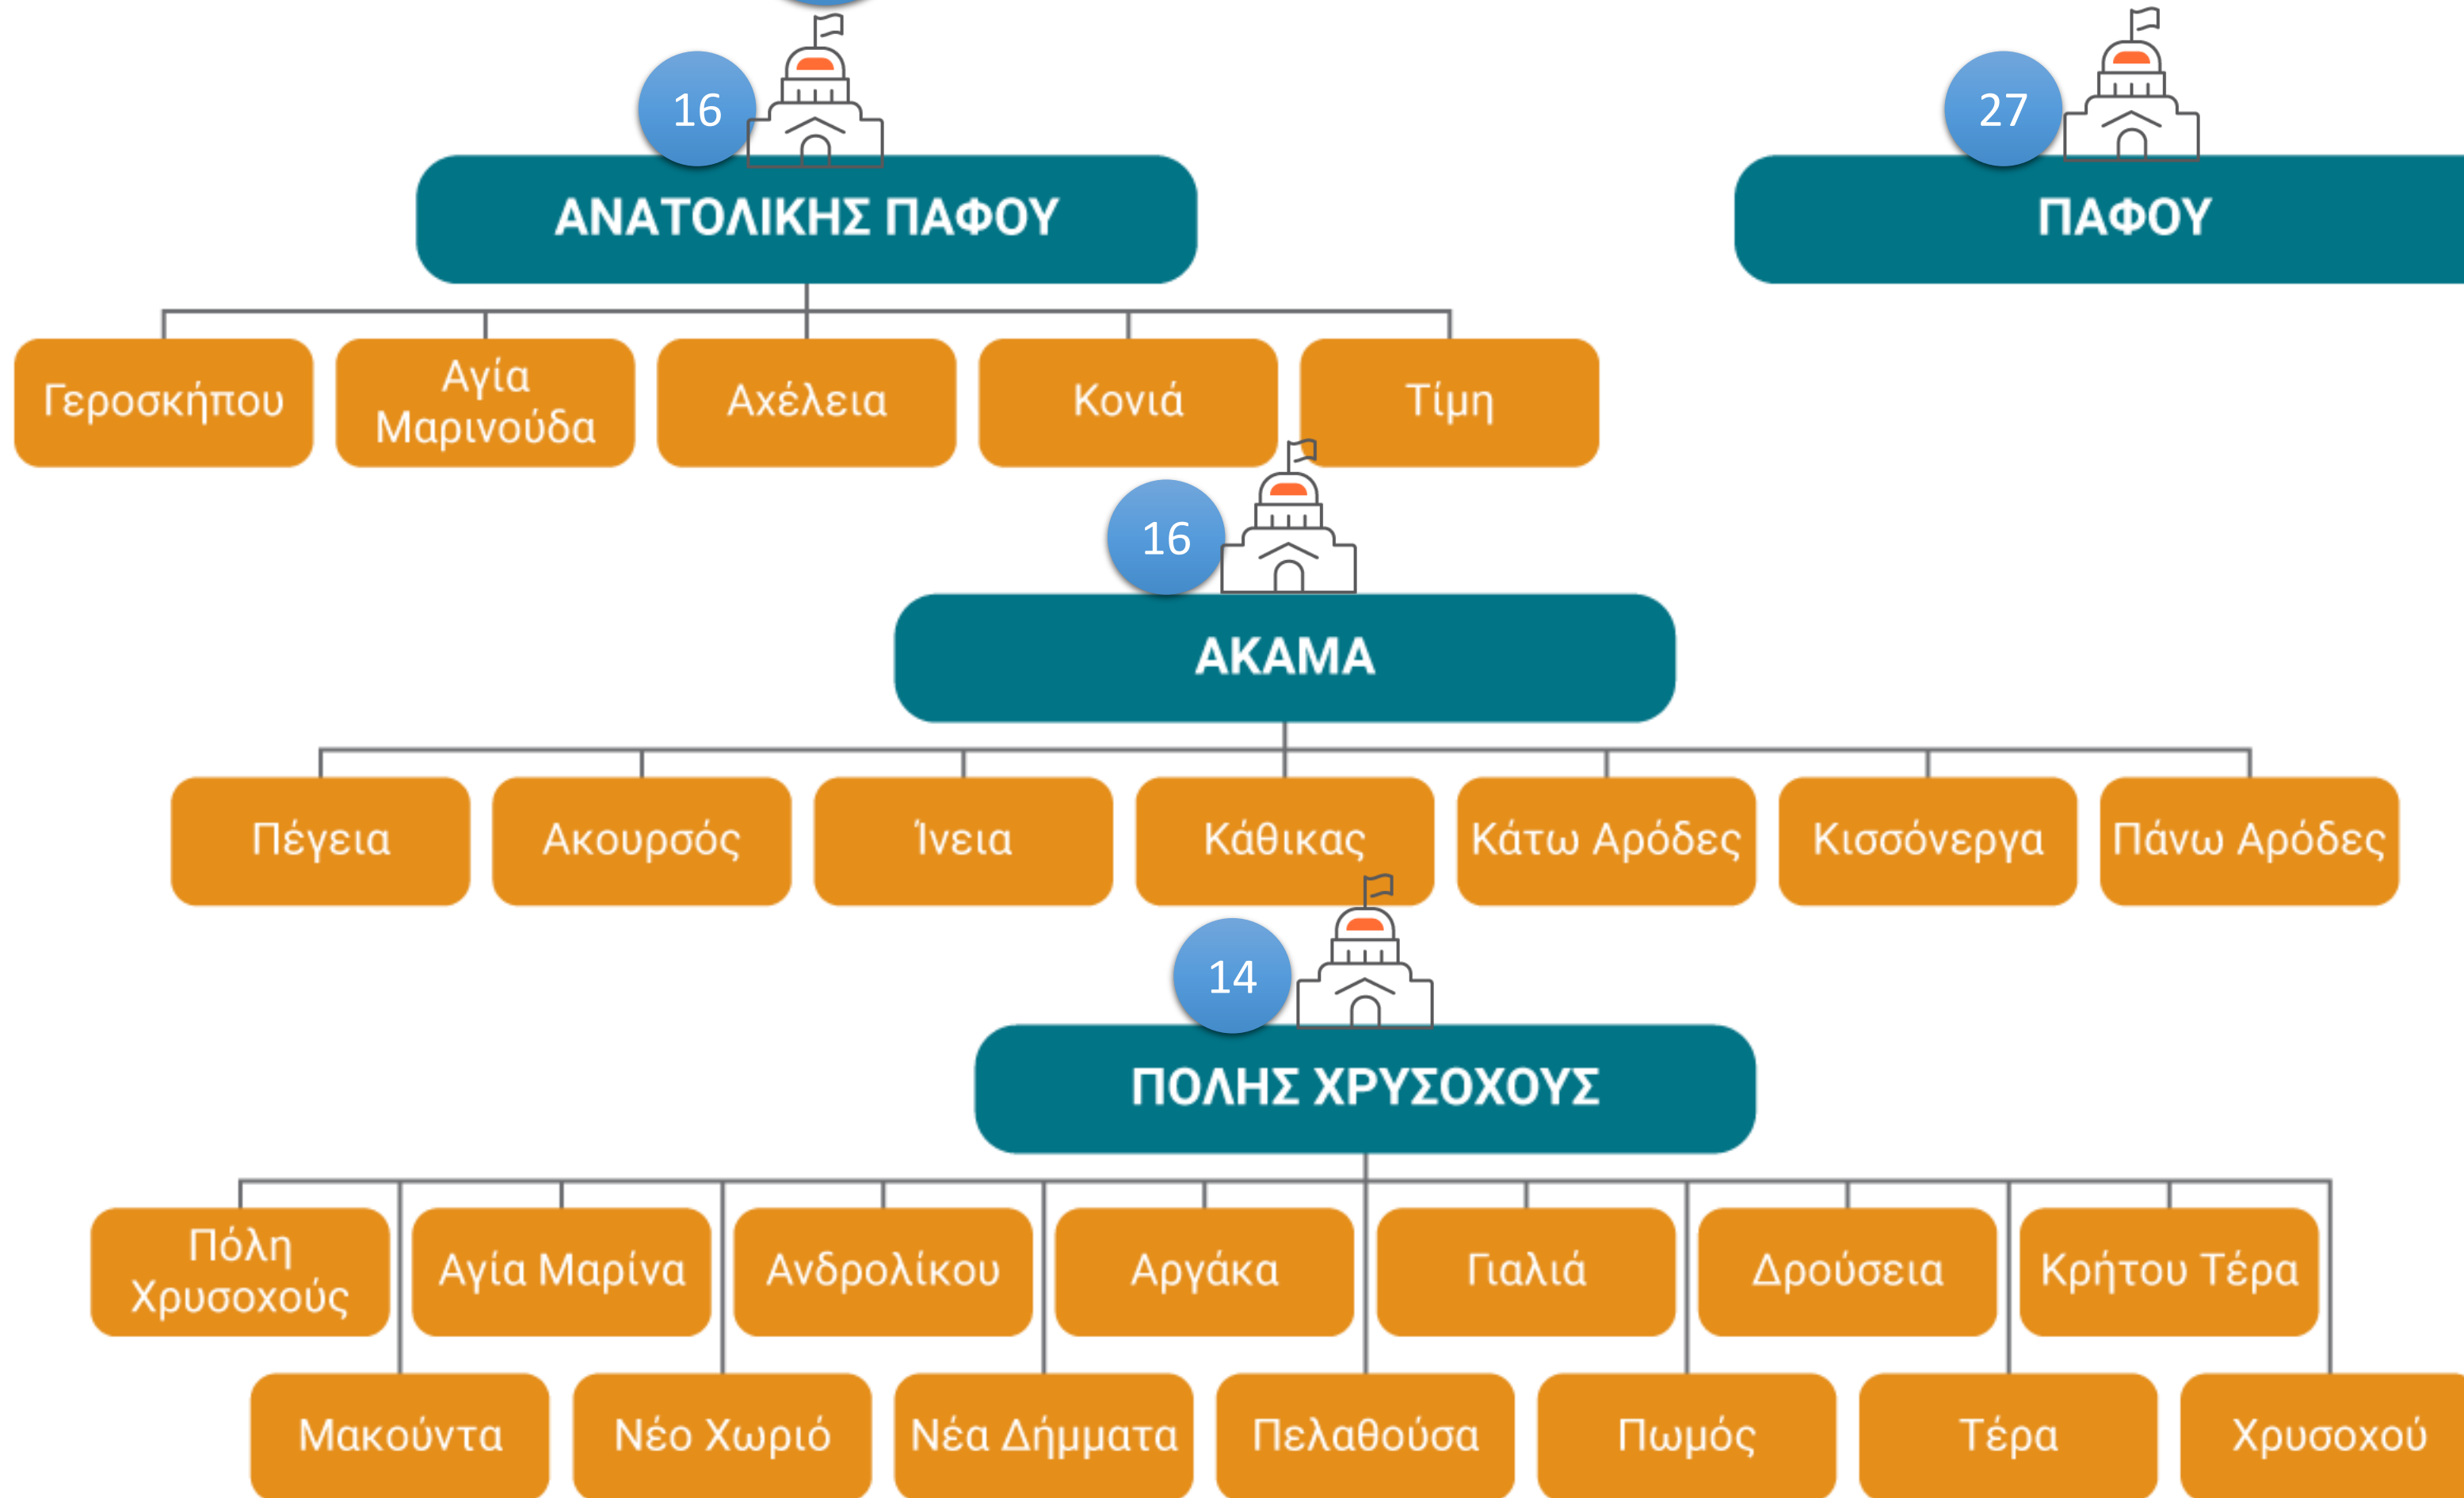 16
27
ΑΝΑΤΟΛΙΚΗΣ ΠΑΦΟΥ
ΠΑΦΟΥ
Γεροσκήπου
Αγία
Μαρινούδα
Αχέλεια
Κονιά
Τίμη
16
ΑΚΑΜΑ
Πέγεια
Ακουρσός
Ίνεια
Κάθικας
Κάτω Αρόδες
Κισσόνεργα
Πάνω Αρόδες
14
ΠΟΛΗΣ ΧΡΥΣΟΧΟΥΣ
Πόλη
Χρυσοχούς
Αγία Μαρίνα
Ανδρολίκου
Αργάκα
Γιαλιά
Δρούσεια
Κρήτου Τέρα
Μακούντα
Νέο Χωριό
Νέα Δήμματα
Πελαθούσα
Πωμός
Τέρα
Χρυσοχού